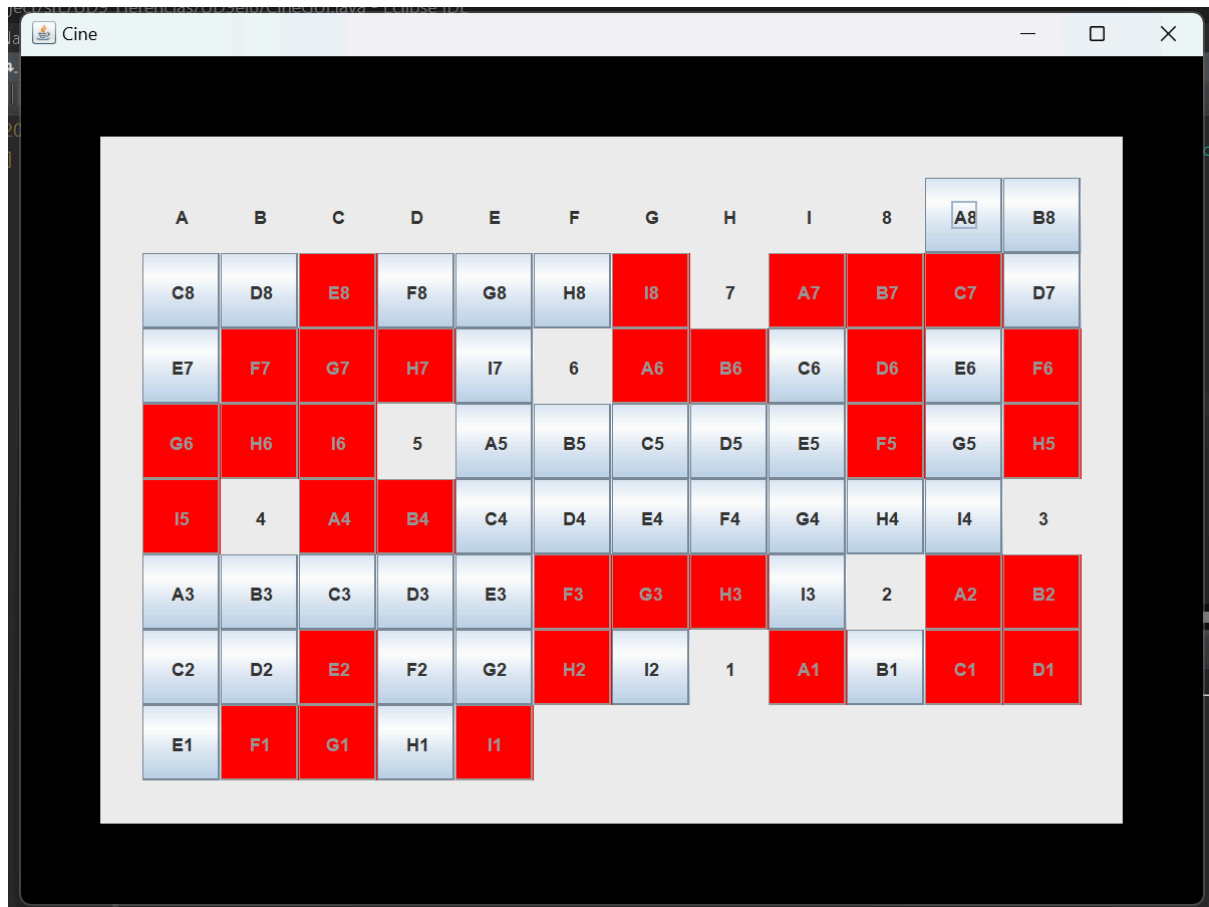 Cine
A B C D E F G H I 8 A8 B8
C8 D8 E8 F8 G8 H8 I8 7 A7 B7 C7 D7
E7 F7 G7 H7 I7 6 A6 B6 C6 D6 E6 F6
G6 H6 I6 5 A5 B5 C5 D5 E5 F5 G5 H5
I5 4 A4 B4 C4 D4 E4 F4 G4 H4 I4 3
A3 B3 C3 D3 E3 F3 G3 H3 I3 2 A2 B2
C2 D2 E2 F2 G2 H2 I2 1 A1 B1 C1 D1
E1 F1 G1 H1 I1